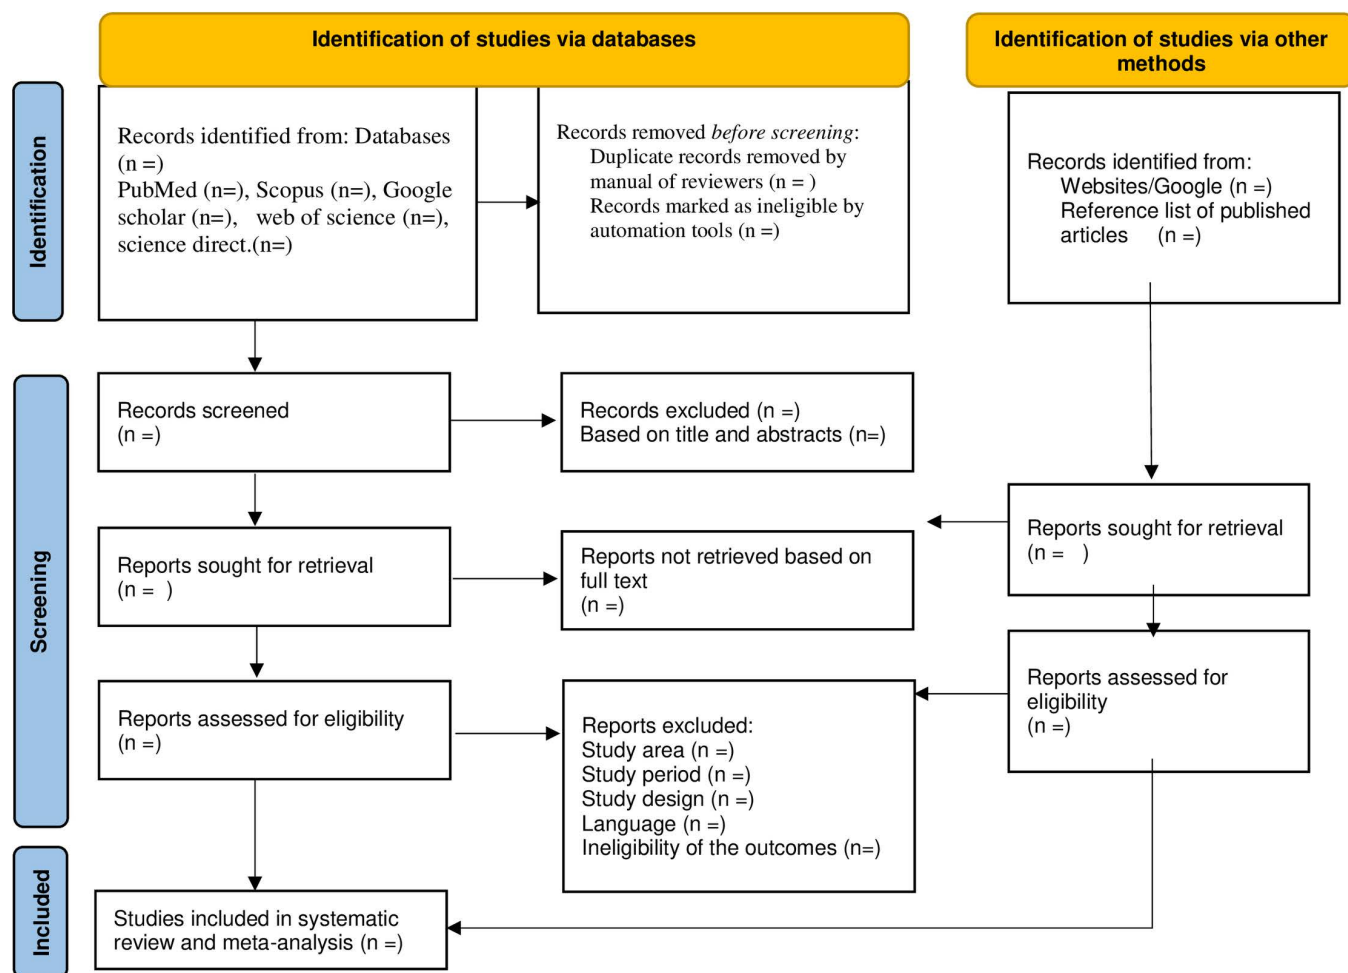 Identification of studies via databases
Identification of studies via other
methods
Identification
Records identified from: Databases
(n =)
PubMed (n=), Scopus (n=), Google
scholar (n=), web of science (n=),
science direct.(n=)
Records removed before screening:
Duplicate records removed by
manual of reviewers (n = )
Records marked as ineligible by
automation tools (n =)
Records identified from:
Websites/Google (n =)
Reference list of published
articles (n =)
Screening
Records screened
(n =)
Records excluded (n =)
Based on title and abstracts (n=)
Reports sought for retrieval
(n = )
Reports not retrieved based on
full text
(n =)
Reports sought for retrieval
(n = )
Reports assessed for eligibility
(n =)
Reports excluded:
Study area (n =)
Study period (n =)
Study design (n =)
Language (n =)
Ineligibility of the outcomes (n=)
Reports assessed for
eligibility
(n =)
Included
Studies included in systematic
review and meta-analysis (n =)